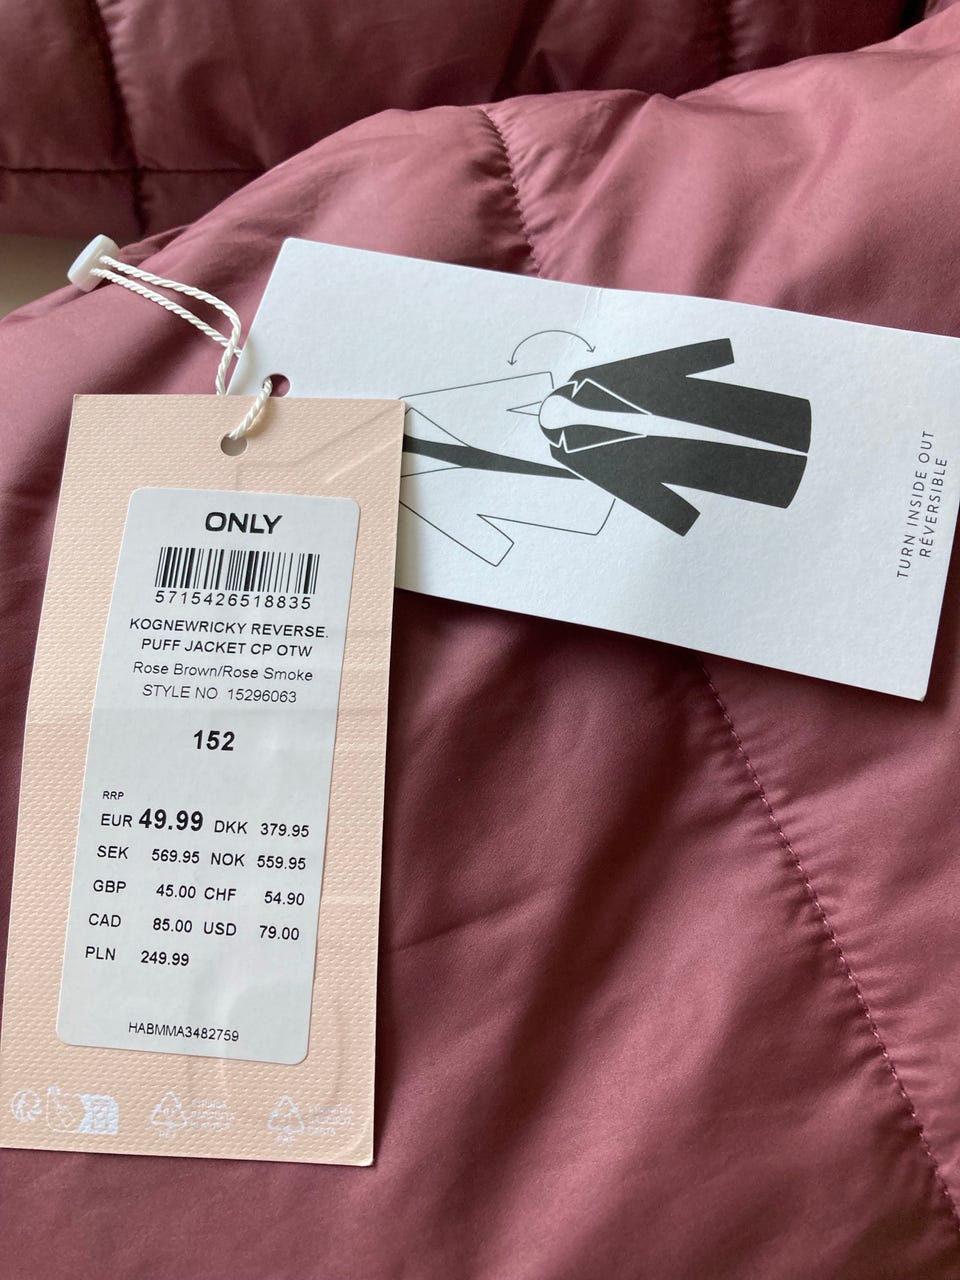 ONLY
5715426518835
KOGNEWRICKY REVERSE.
PUFF JACKET CP OTW
Rose Brown/Rose Smoke
STYLE NO 15296063
152
RRP
EUR 49.99 DKK 379.95
SEK 569.95 NOK 559.95
GBP 45.00 CHF 54.90
CAD 85.00 USD 79.00
PLN 249.99
HABMMA3482759
TURN INSIDE OUT
RÉVERSIBLE